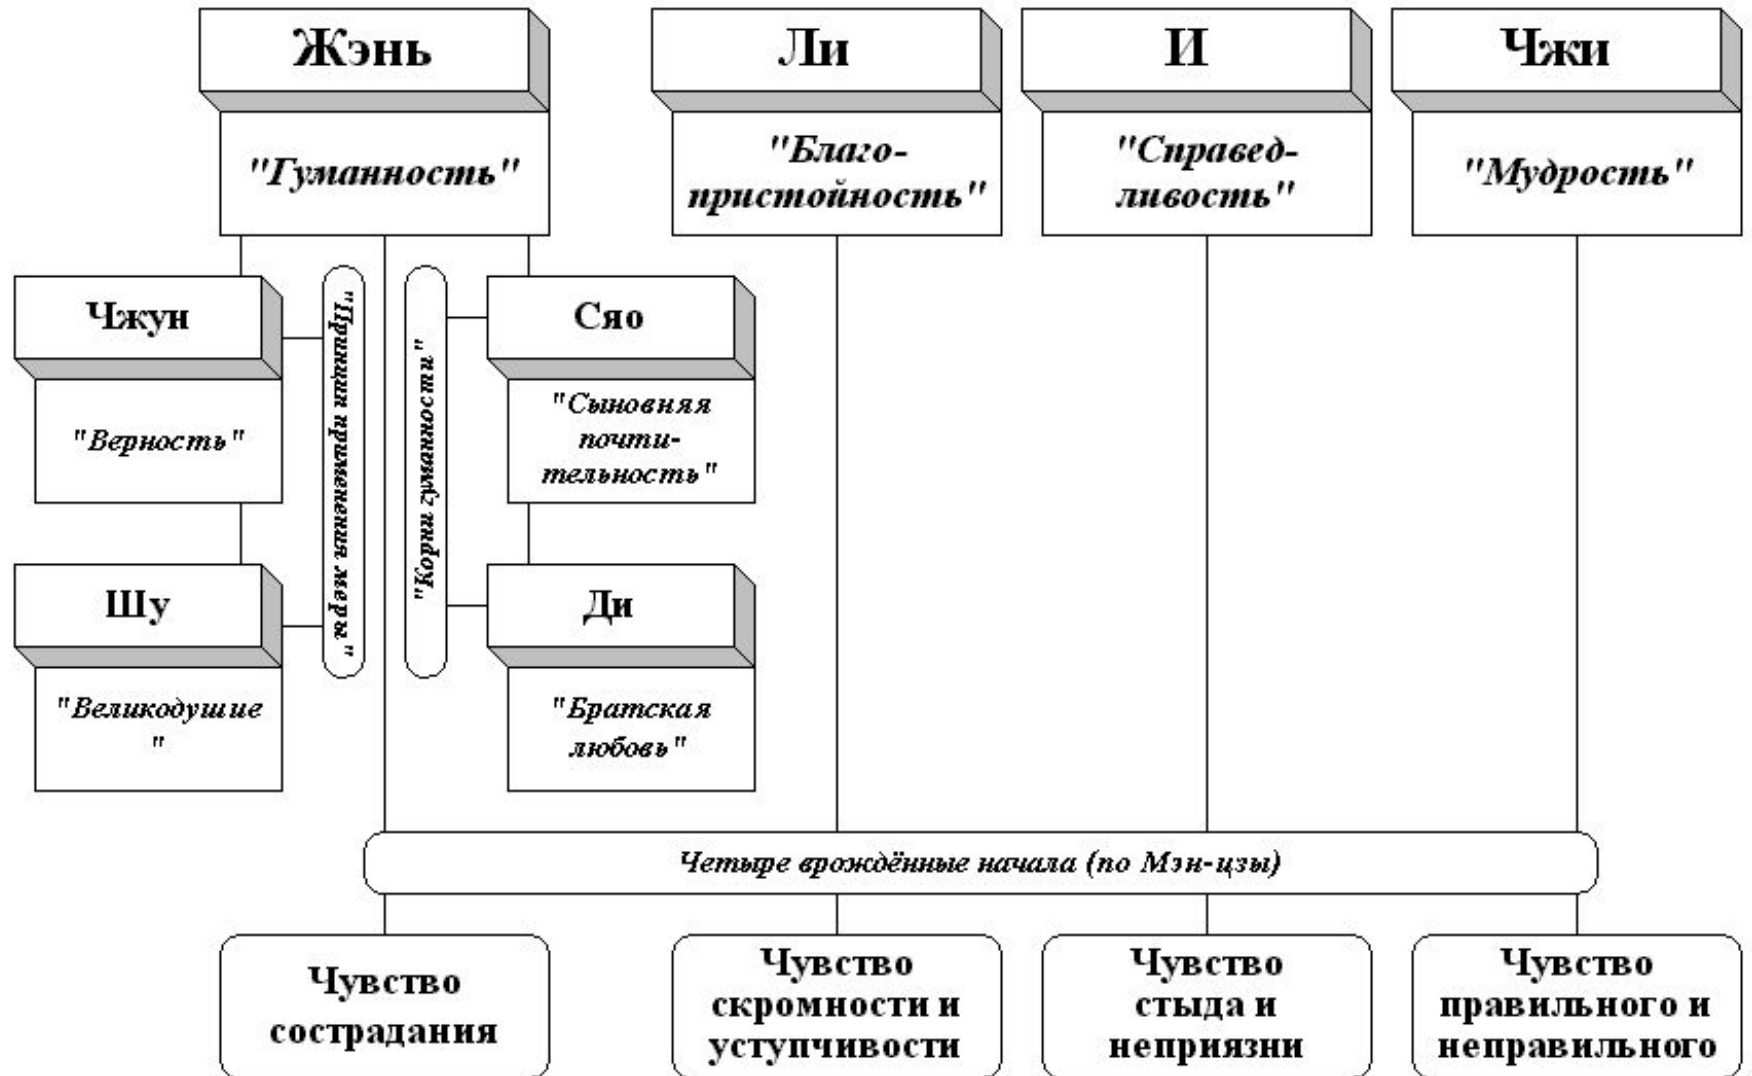 Жэнь
"Гуманность"
Ли
"Благо-
пристойность"
И
"Справед-
ливость"
Чжи
"Мудрость"
Чжун
"Верность"
Шу
"Великодушие
"
"Принцип применения меры"
"Корни гуманности"
Сяо
"Сыновняя
почти-
тельность"
Ди
"Братская
любовь"
Четыре врождённые начала (по Мэн-цзы)
Чувство
сострадания
Чувство
скромности и
уступчивости
Чувство
стыда и
неприязни
Чувство
правильного и
неправильного